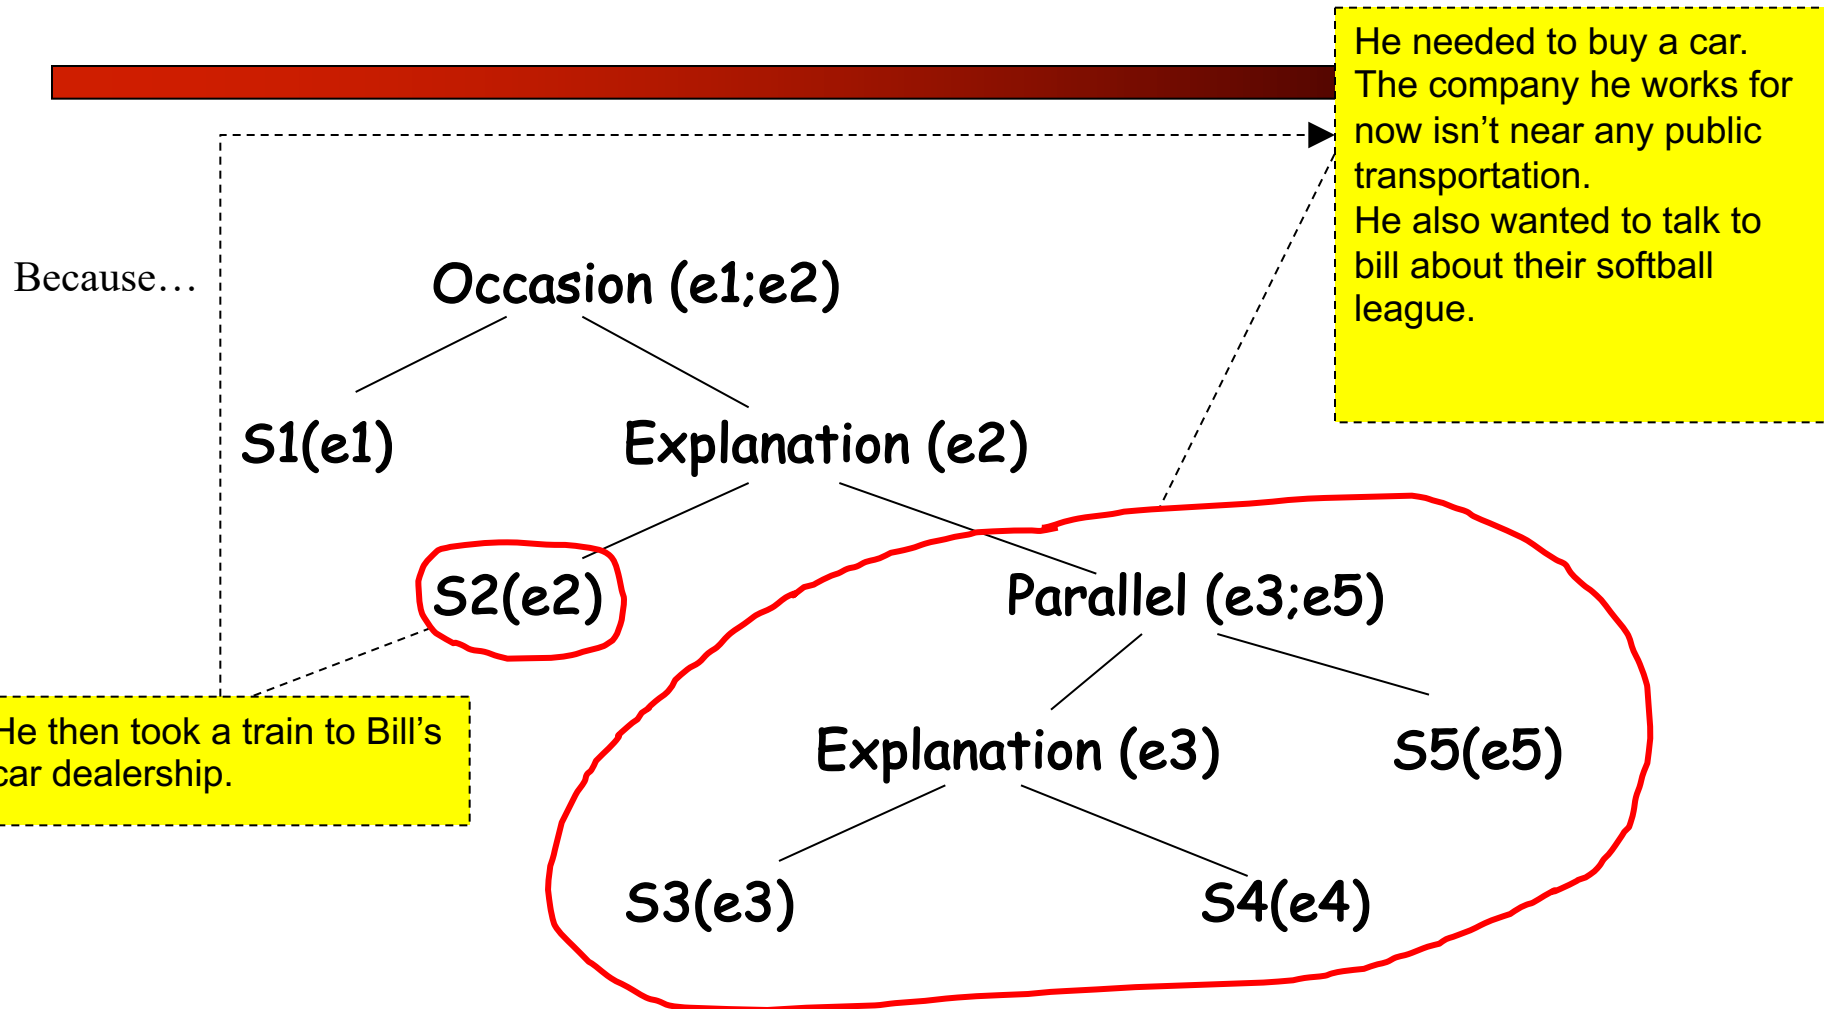 He needed to buy a car.
The company he works for
now isn’t near any public
transportation.
He also wanted to talk to
bill about their softball
league.
Because…
Occasion (e1;e2)
S1(e1)
Explanation (e2)
S2(e2)
Parallel (e3;e5)
He then took a train to Bill’s
car dealership.
Explanation (e3)
S5(e5)
S3(e3)
S4(e4)